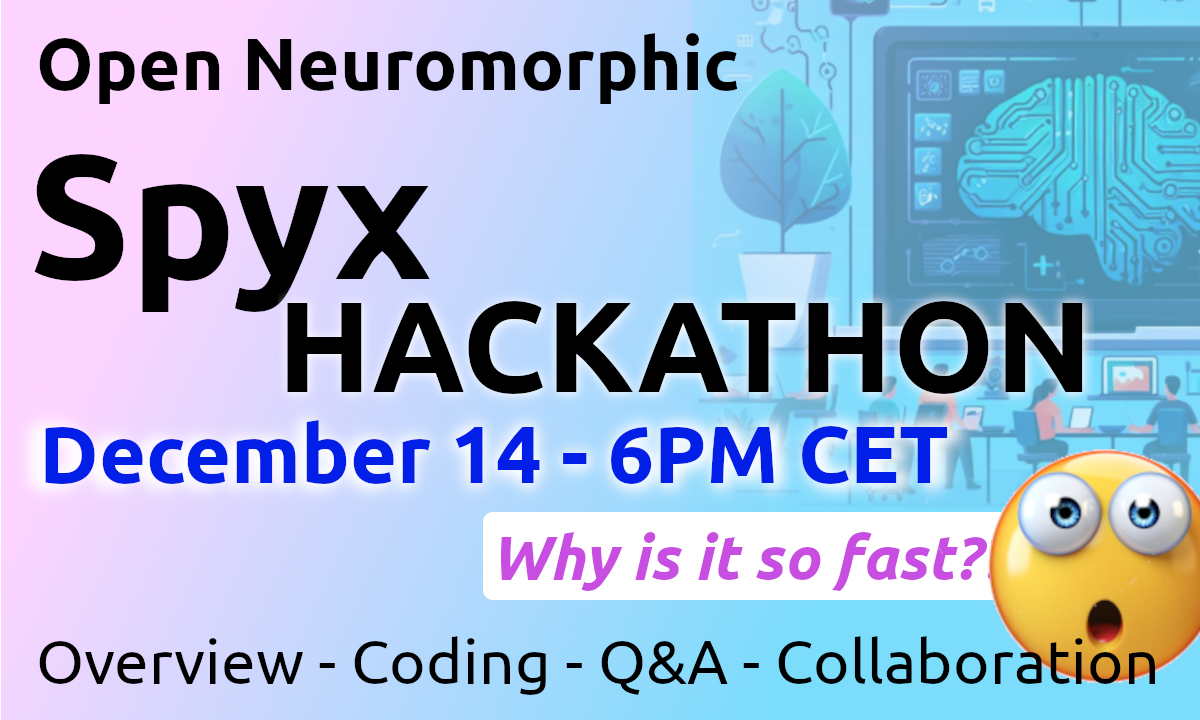 Open Neuromorphic
Spyx
HACKATHON
December 14 - 6PM CET
Why is it so fast?
Overview - Coding - Q&A - Collaboration